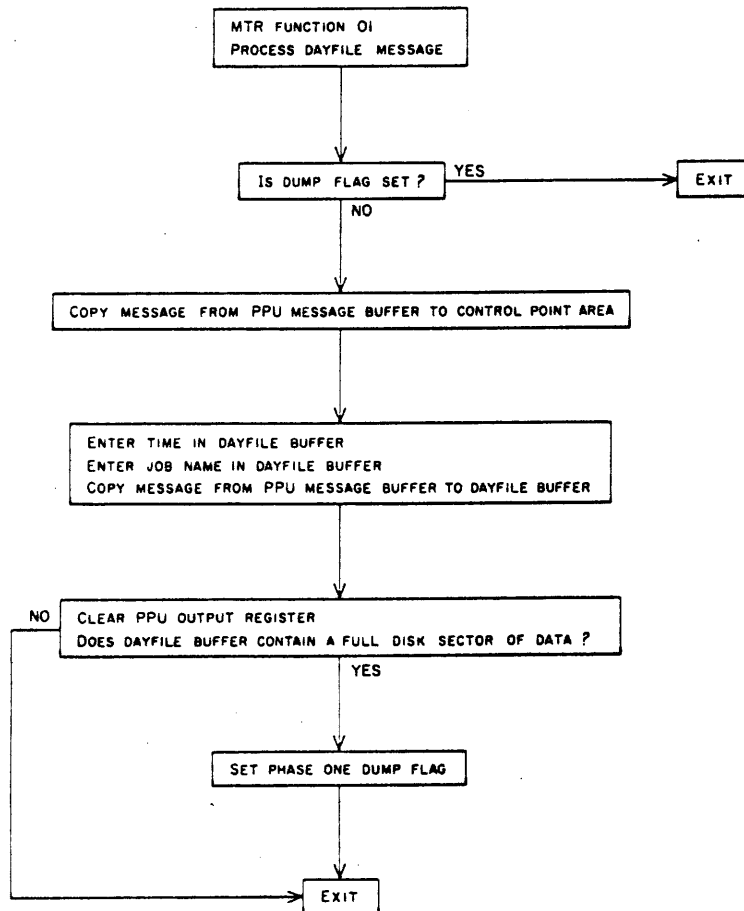 MTR FUNCTION 01
PROCESS DAYFILE MESSAGE
IS DUMP FLAG SET ?
YES
EXIT
NO
COPY MESSAGE FROM PPU MESSAGE BUFFER TO CONTROL POINT AREA
ENTER TIME IN DAYFILE BUFFER
ENTER JOB NAME IN DAYFILE BUFFER
COPY MESSAGE FROM PPU MESSAGE BUFFER TO DAYFILE BUFFER
NO
CLEAR PPU OUTPUT REGISTER
DOES DAYFILE BUFFER CONTAIN A FULL DISK SECTOR OF DATA ?
YES
SET PHASE ONE DUMP FLAG
EXIT